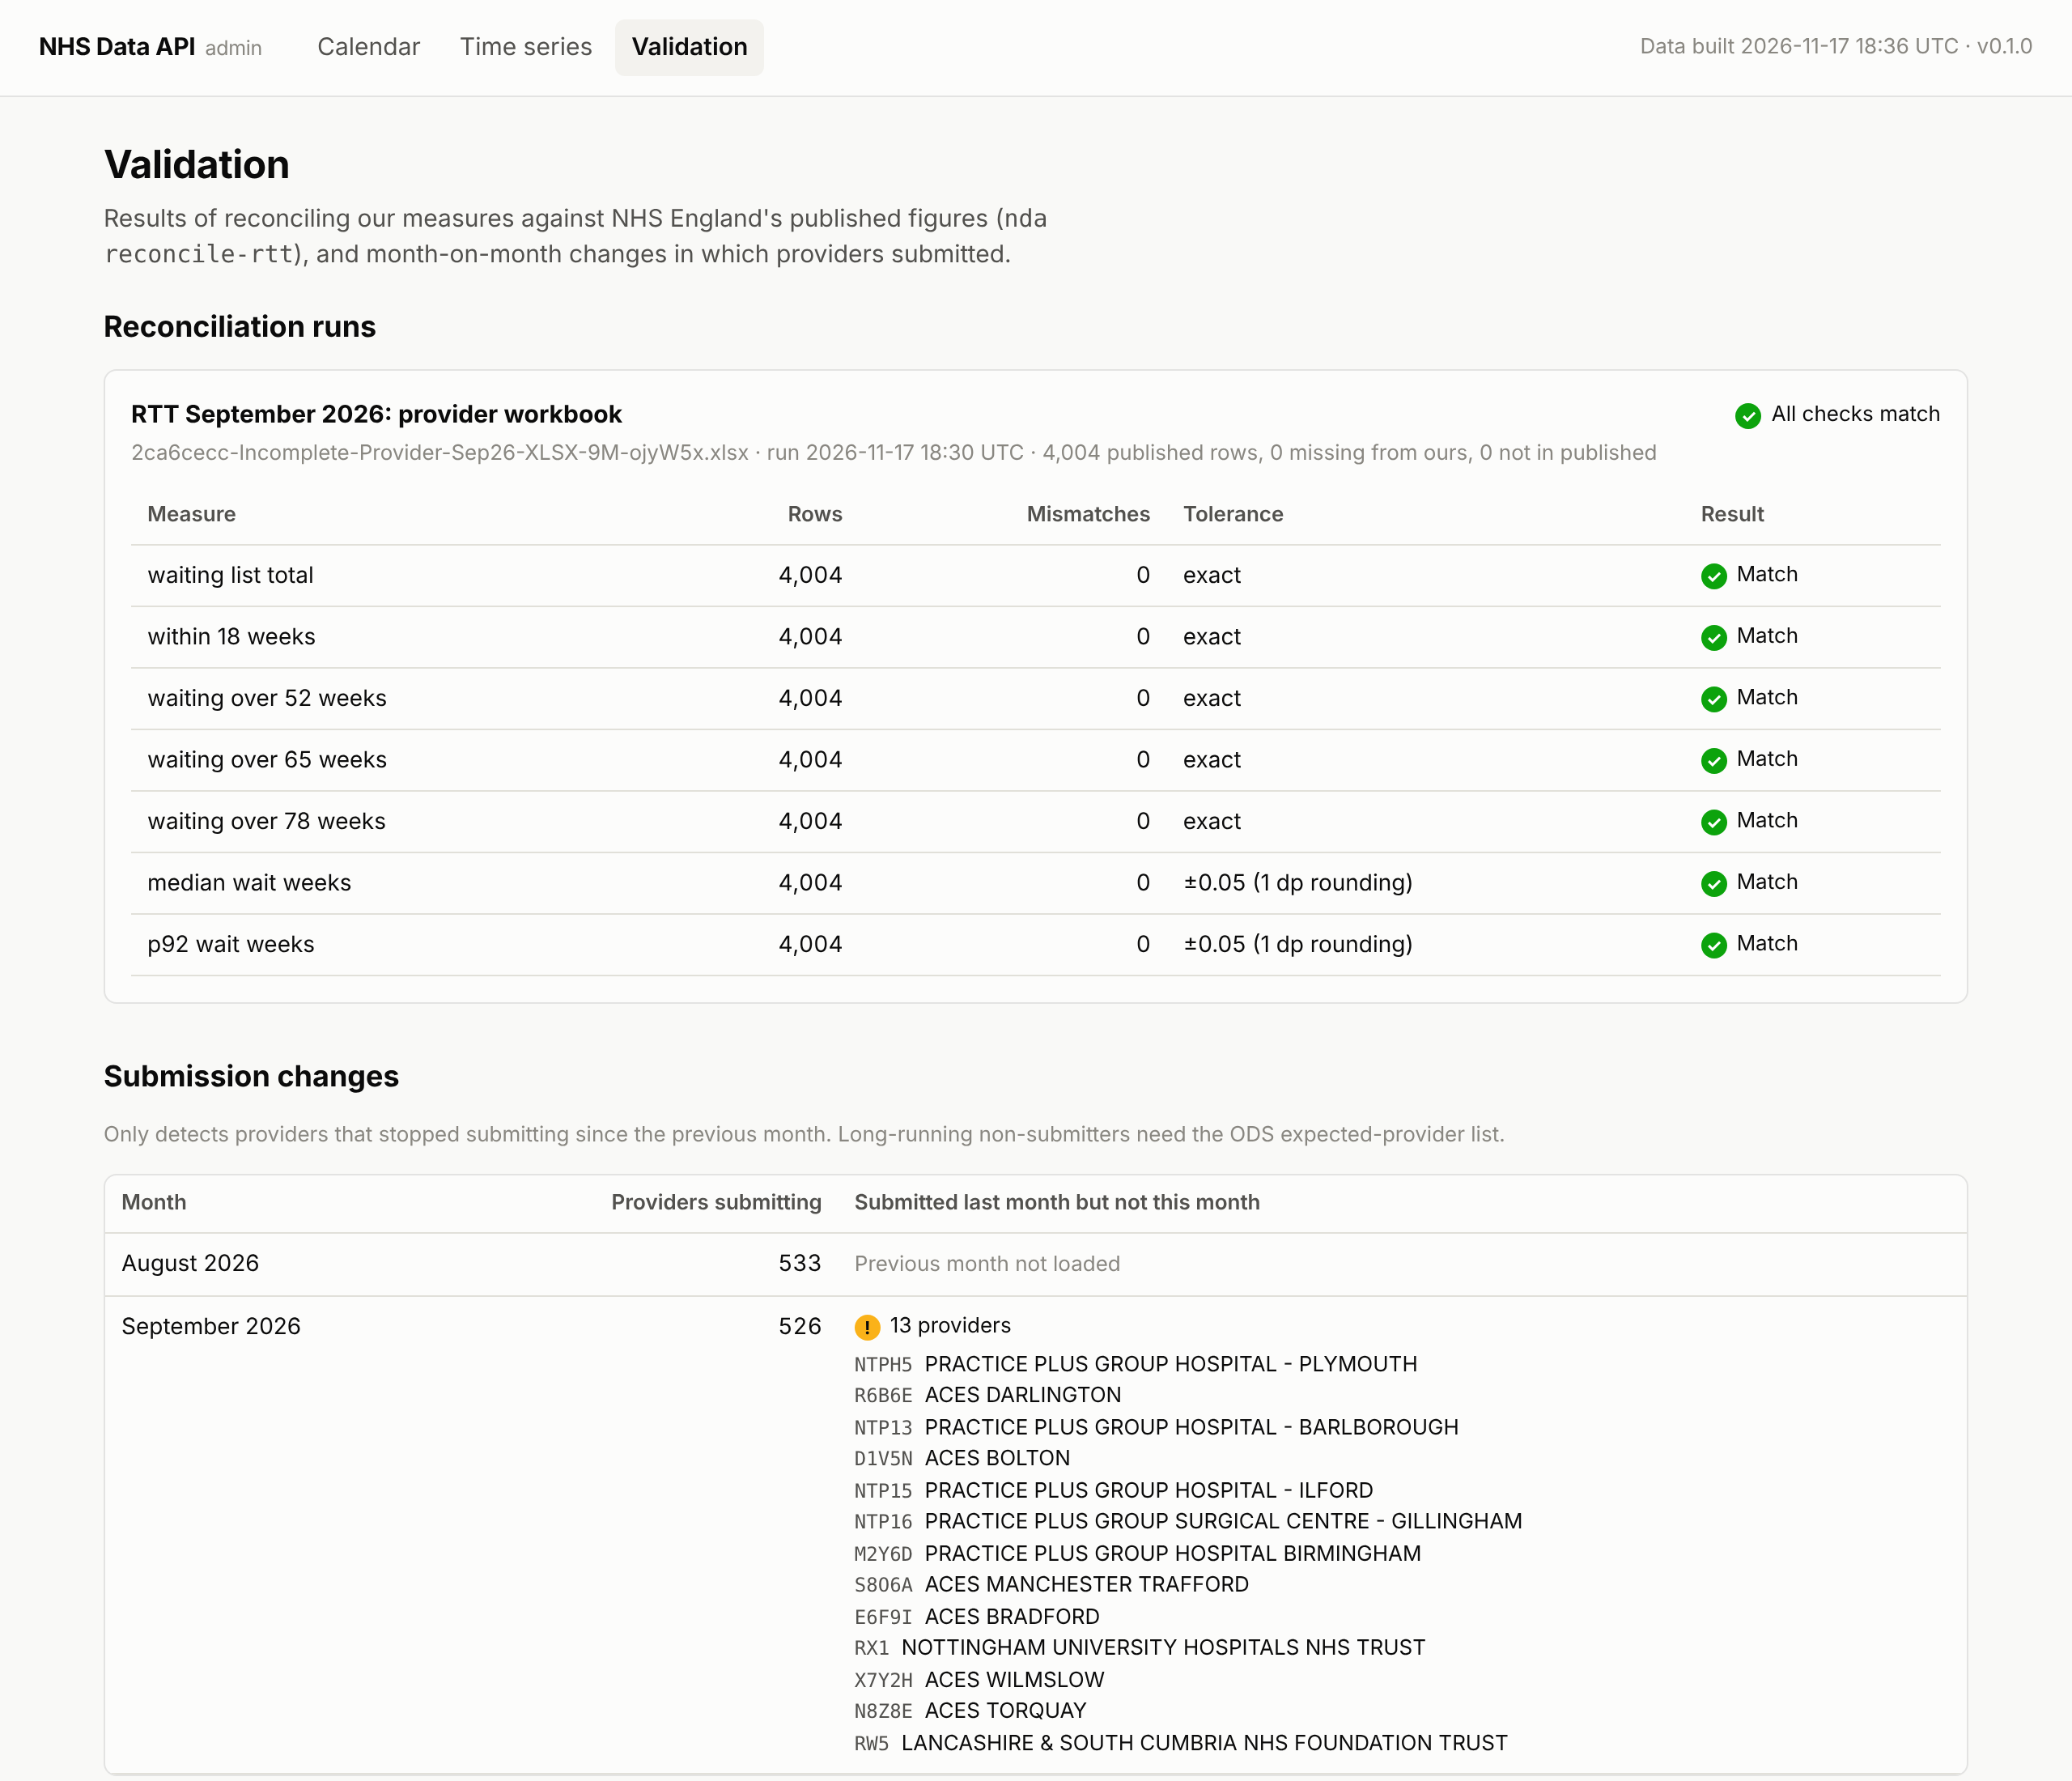 NHS Data API admin Calendar Time series Validation Data built 2026-11-17 18:36 UTC · v0.1.0
Validation
Results of reconciling our measures against NHS England's published figures (nda
reconcile-rtt), and month-on-month changes in which providers submitted.
Reconciliation runs
RTT September 2026: provider workbook All checks match
2ca6cecc-Incomplete-Provider-Sep26-XLSX-9M-ojyW5x.xlsx · run 2026-11-17 18:30 UTC · 4,004 published rows, 0 missing from ours, 0 not in published
Measure Rows Mismatches Tolerance Result
waiting list total 4,004 0 exact Match
within 18 weeks 4,004 0 exact Match
waiting over 52 weeks 4,004 0 exact Match
waiting over 65 weeks 4,004 0 exact Match
waiting over 78 weeks 4,004 0 exact Match
median wait weeks 4,004 0 ±0.05 (1 dp rounding) Match
p92 wait weeks 4,004 0 ±0.05 (1 dp rounding) Match
Submission changes
Only detects providers that stopped submitting since the previous month. Long-running non-submitters need the ODS expected-provider list.
Month Providers submitting Submitted last month but not this month
August 2026 533 Previous month not loaded
September 2026 526 13 providers
NTPH5 PRACTICE PLUS GROUP HOSPITAL - PLYMOUTH
R6B6E ACES DARLINGTON
NTP13 PRACTICE PLUS GROUP HOSPITAL - BARLBOROUGH
D1V5N ACES BOLTON
NTP15 PRACTICE PLUS GROUP HOSPITAL - ILFORD
NTP16 PRACTICE PLUS GROUP SURGICAL CENTRE - GILLINGHAM
M2Y6D PRACTICE PLUS GROUP HOSPITAL BIRMINGHAM
S8O6A ACES MANCHESTER TRAFFORD
E6F9I ACES BRADFORD
RX1 NOTTINGHAM UNIVERSITY HOSPITALS NHS TRUST
X7Y2H ACES WILMSLOW
N8Z8E ACES TORQUAY
RW5 LANCASHIRE & SOUTH CUMBRIA NHS FOUNDATION TRUST